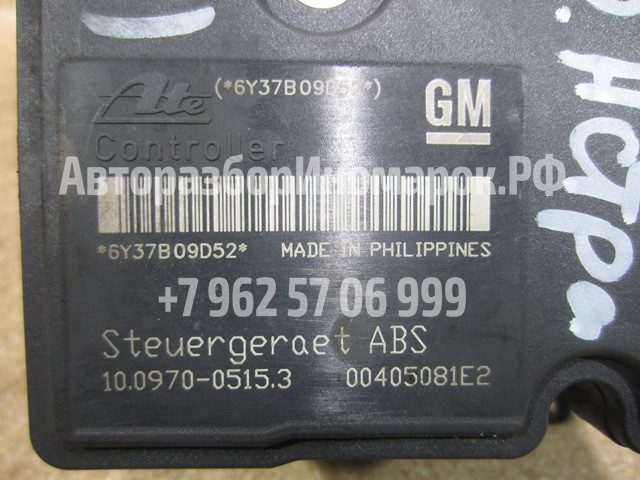 (*6Y37B09D52*)
Ate
GM
Controller
АвторазборИномарок.РФ
*6Y37B09D52* MADE IN PHILIPPINES
+7 962 57 06 999
Steuergeraet ABS
10.0970-0515.3 00405081E2